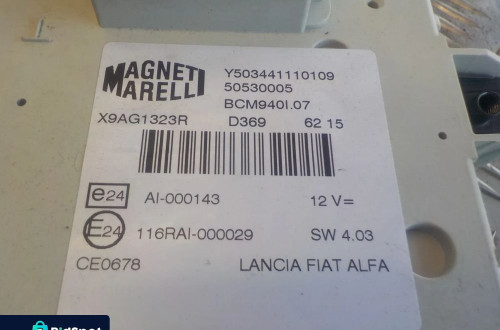 MAGNETI
MARELLI
Y503441110109
50530005
BCM940I.07
X9AG1323R D369 62 15
e24 AI-000143 12 V=
E24 116RAI-000029 SW 4.03
CE0678 LANCIA FIAT ALFA